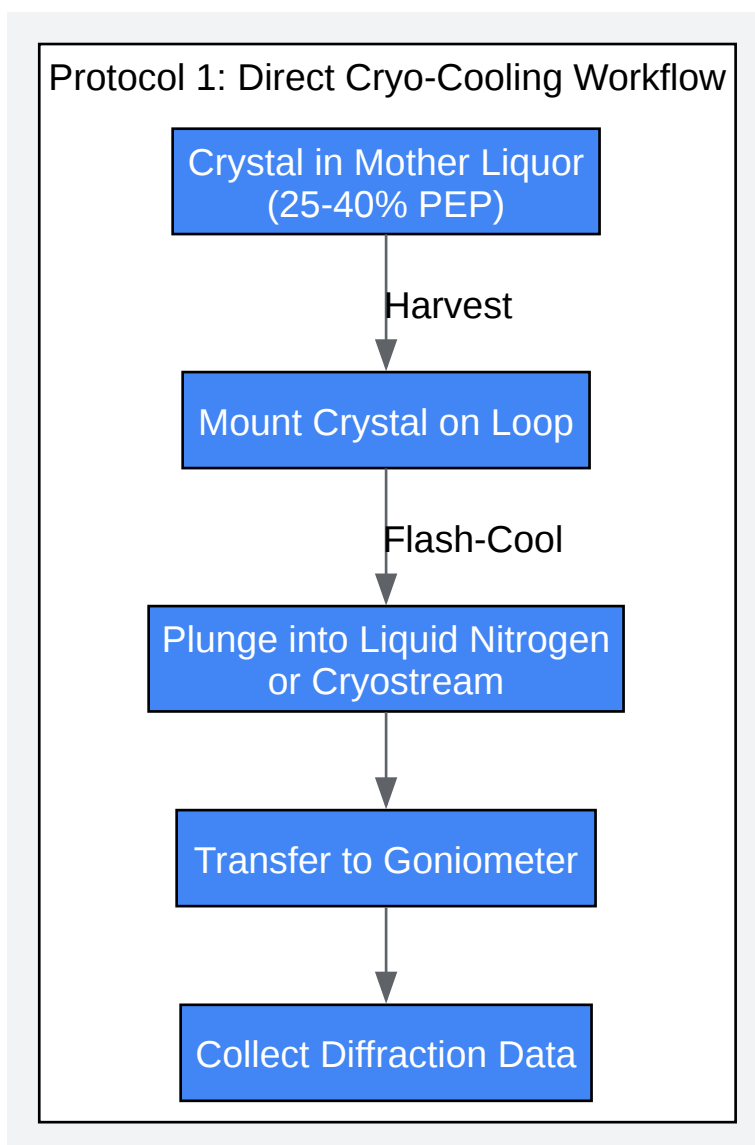 Protocol 1: Direct Cryo-Cooling Workflow
Crystal in Mother Liquor
(25-40% PEP)
Harvest
Mount Crystal on Loop
Flash-Cool
Plunge into Liquid Nitrogen
or Cryostream
Transfer to Goniometer
Collect Diffraction Data